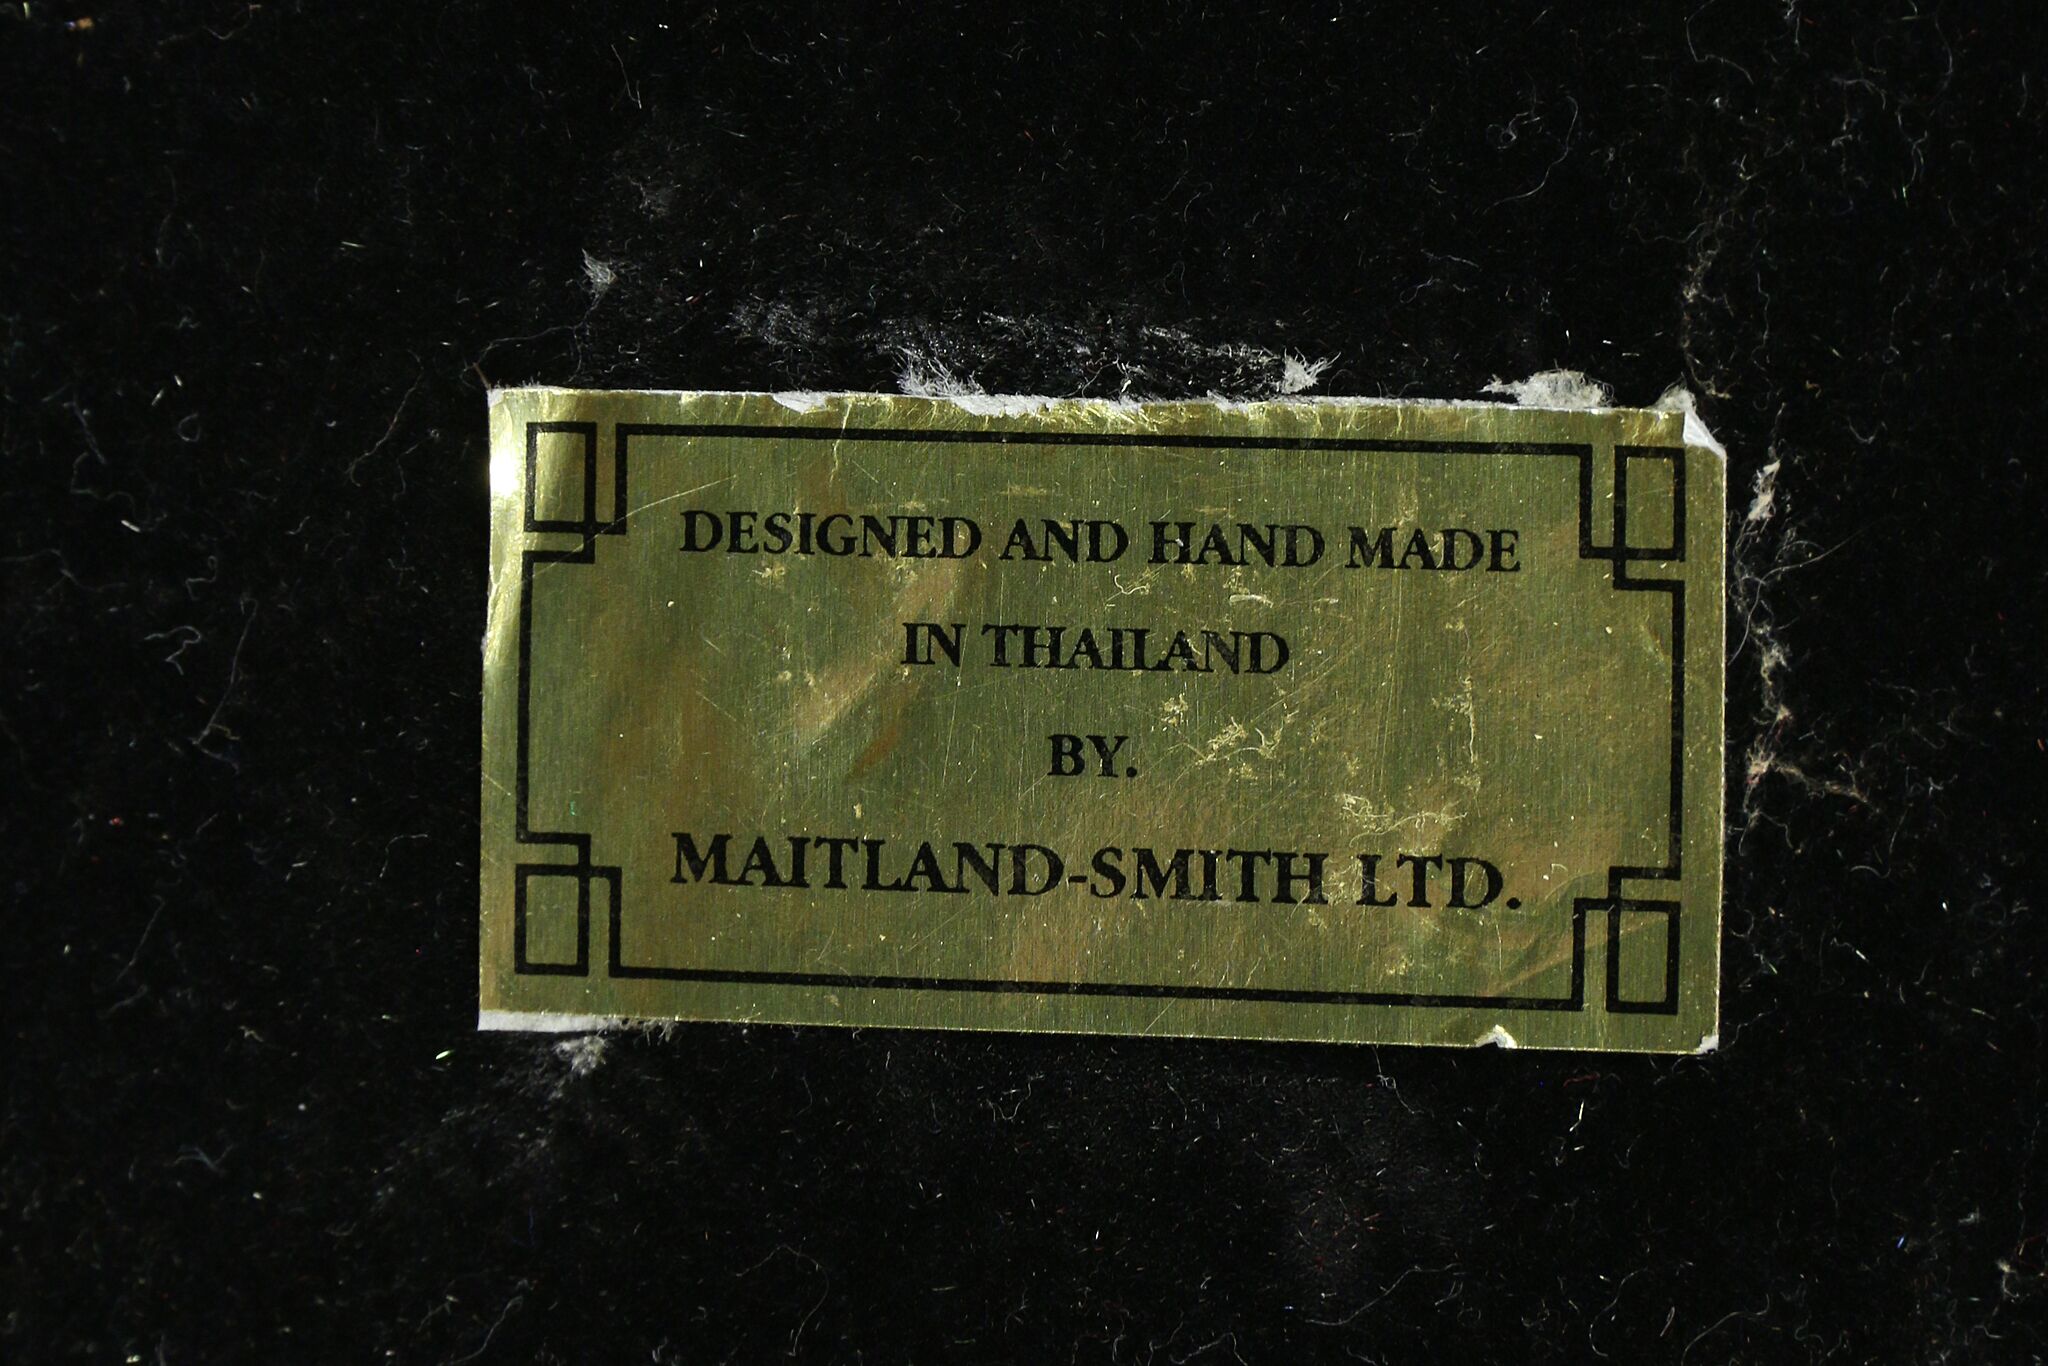 DESIGNED AND HAND MADE
IN THAILAND
BY.
MAITLAND-SMITH LTD.